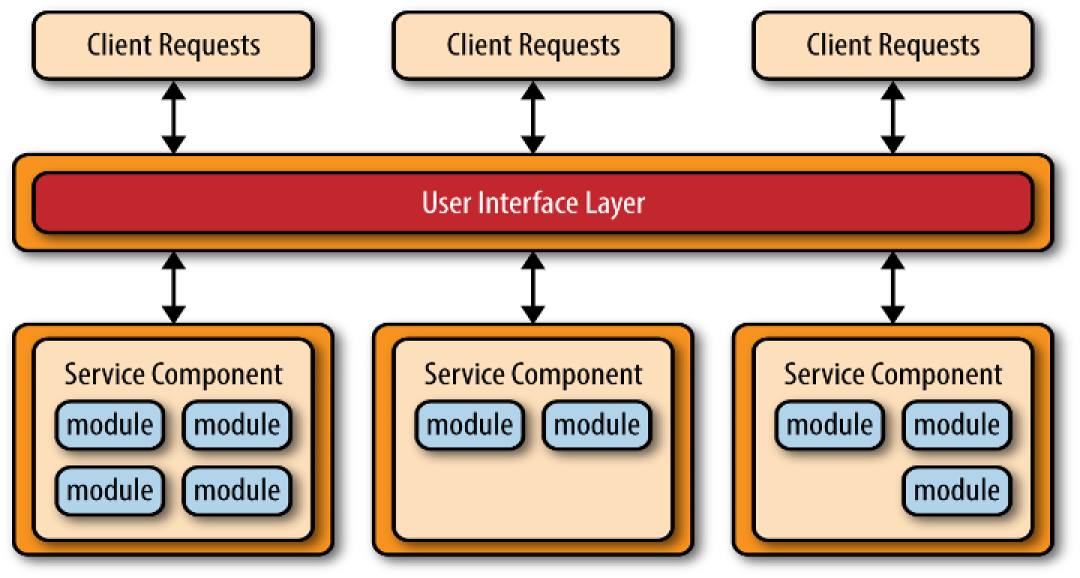 Client Requests
Client Requests
Client Requests
User Interface Layer
Service Component
module module
module module
Service Component
module module
Service Component
module module
module